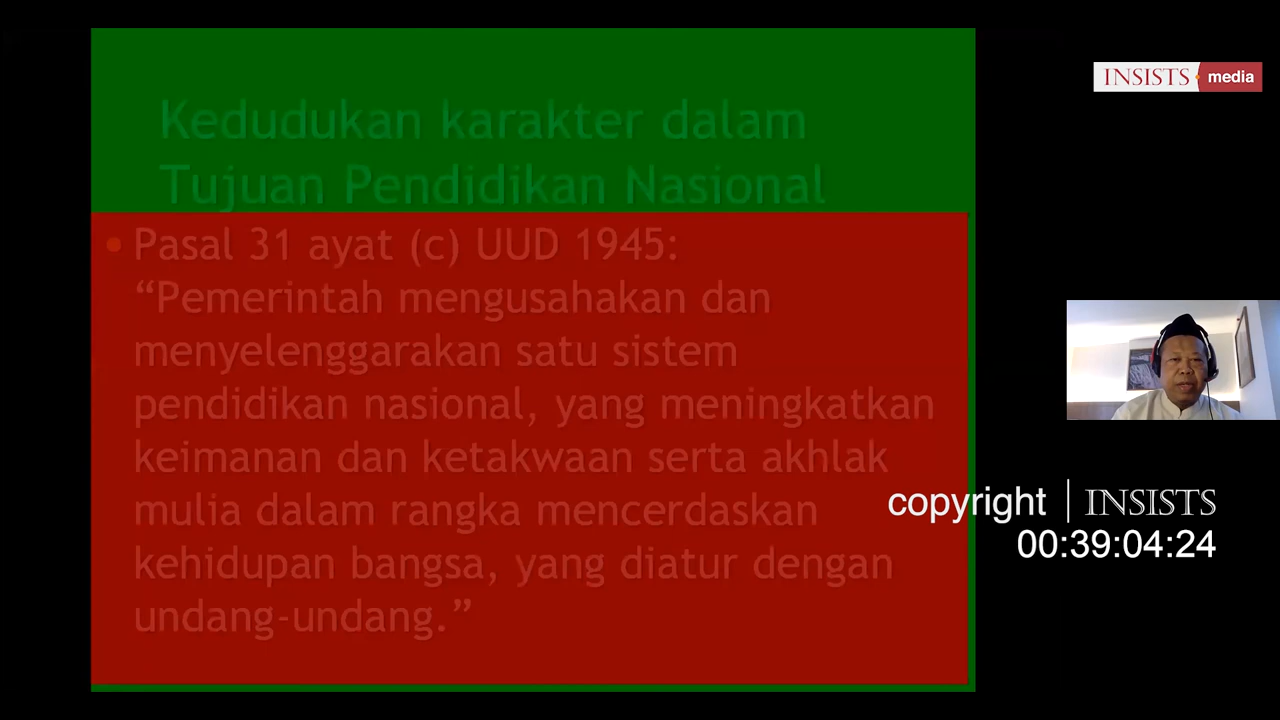 INSISTS media
Kedudukan karakter dalam
Tujuan Pendidikan Nasional
Pasal 31 ayat (c) UUD 1945:
“Pemerintah mengusahakan dan
menyelenggarakan satu sistem
pendidikan nasional, yang meningkatkan
keimanan dan ketakwaan serta akhlak
mulia dalam rangka mencerdaskan
kehidupan bangsa, yang diatur dengan
undang-undang.”
copyright | INSISTS
00:39:04:24